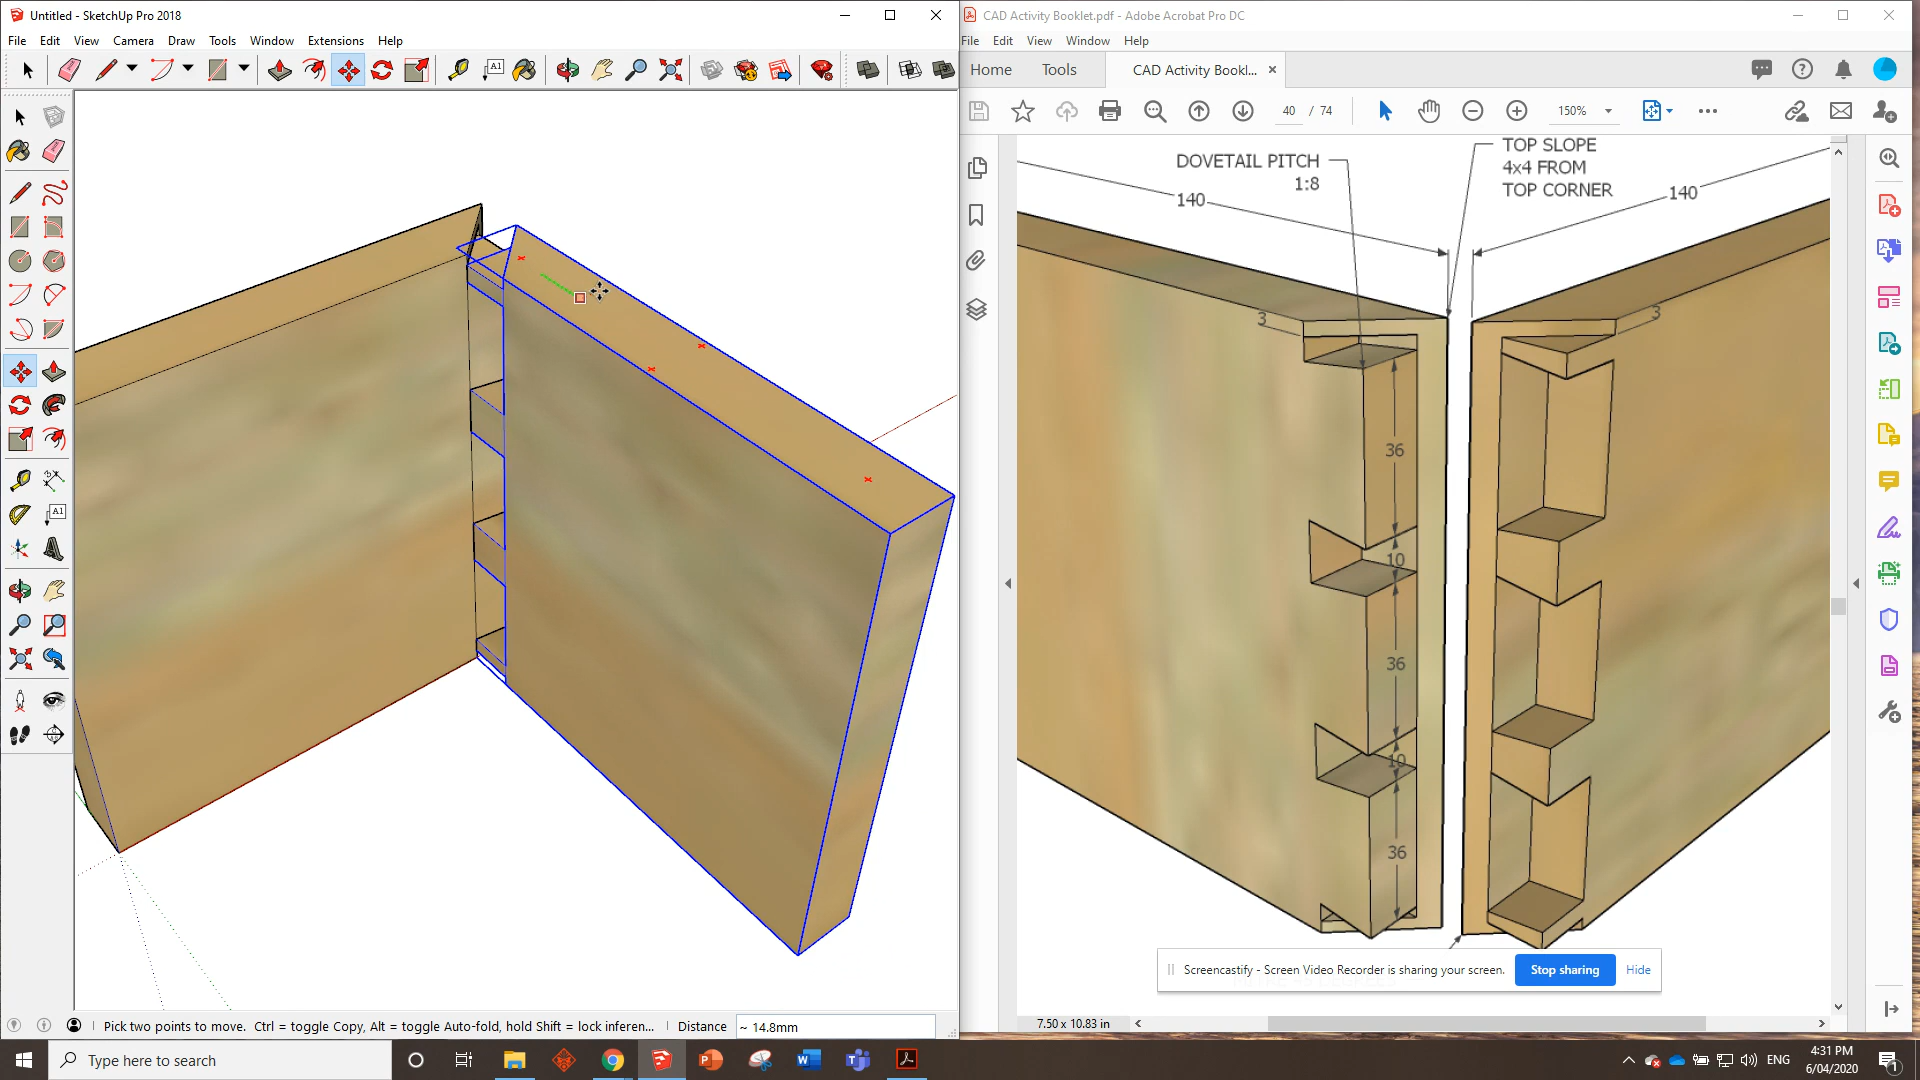 Untitled - SketchUp Pro 2018
File Edit View Camera Draw Tools Window Extensions Help
A1
A1
Pick two points to move. Ctrl = toggle Copy, Alt = toggle Auto-fold, hold Shift = lock inferen...
Distance
~ 14.8mm
CAD Activity Booklet.pdf - Adobe Acrobat Pro DC
File Edit View Window Help
Home Tools CAD Activity Bookl... ×
40 / 74
150%
DOVETAIL PITCH
1:8
TOP SLOPE
4x4 FROM
TOP CORNER
140
140
3
3
36
10
36
10
36
Screencastify - Screen Video Recorder is sharing your screen.
Stop sharing
Hide
7.50 x 10.83 in
Type here to search
ENG
4:31 PM
6/04/2020
1